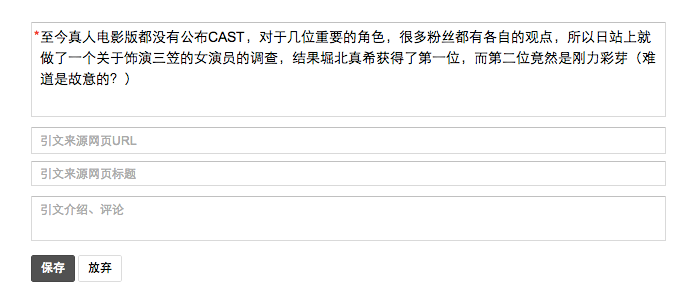 *至今真人电影版都没有公布CAST，对于几位重要的角色，很多粉丝都有各自的观点，所以日站上就
做了一个关于饰演三笠的女演员的调查，结果堀北真希获得了第一位，而第二位竟然是刚力彩芽（难
道是故意的？）
引文来源网页URL
引文来源网页标题
引文介绍、评论
保存 放弃